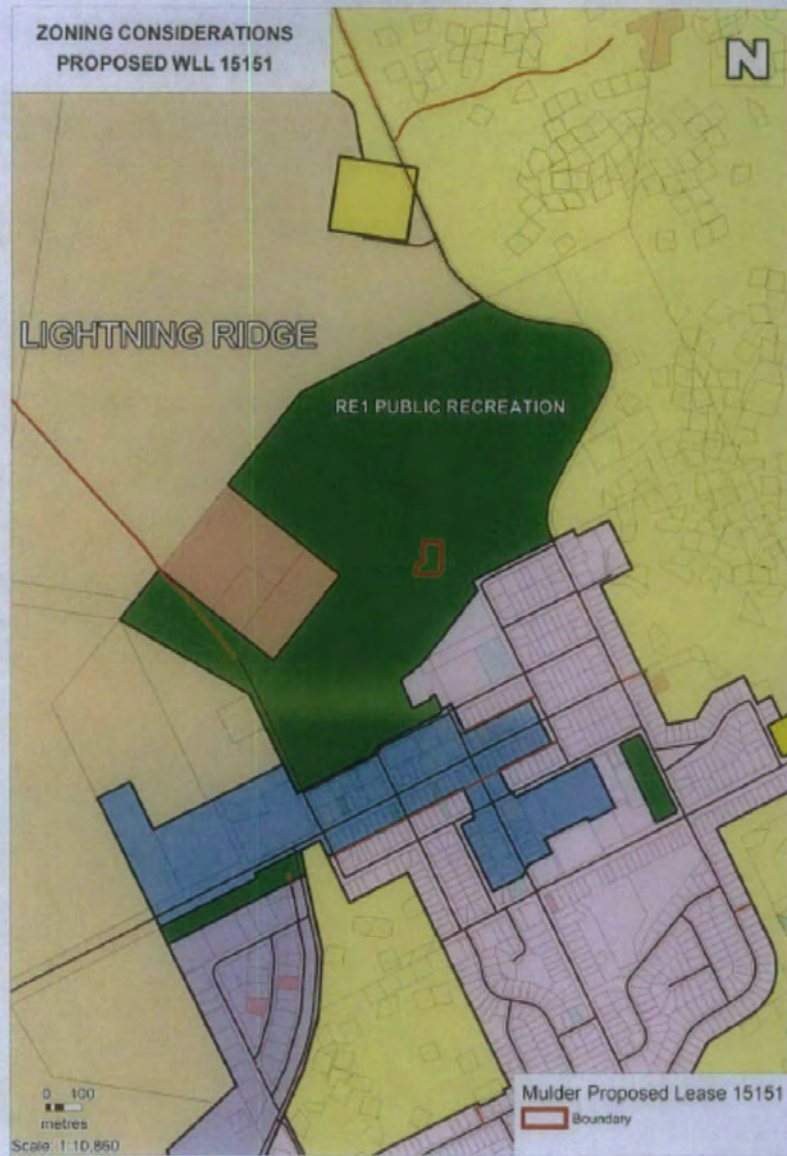 ZONING CONSIDERATIONS
PROPOSED WLL 15151
N
LIGHTNING RIDGE
RE1 PUBLIC RECREATION
0 100
metres
Scale: 1:10,860
Mulder Proposed Lease 15151
Boundary